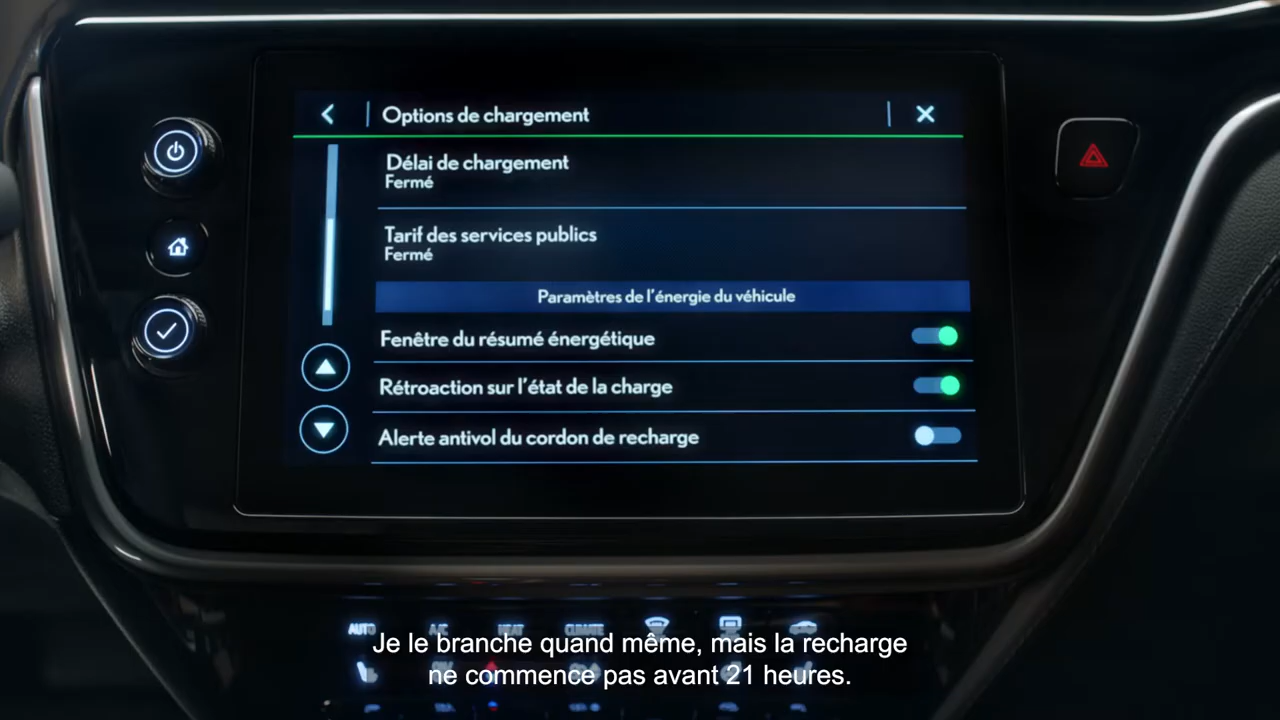 Options de chargement
Délai de chargement
Fermé
Tarif des services publics
Fermé
Paramètres de l'énergie du véhicule
Fenêtre du résumé énergétique
Rétroaction sur l'état de la charge
Alerte antivol du cordon de recharge
AUTO A/C HEAT CLIMATE
Je le branche quand même, mais la recharge
ne commence pas avant 21 heures.